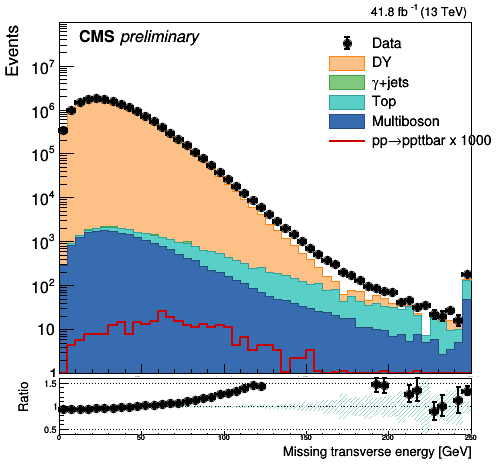 41.8 fb⁻¹ (13 TeV)
CMS preliminary
Events
Data
DY
γ+jets
Top
Multiboson
pp→ppttbar x 1000
10⁷
10⁶
10⁵
10⁴
10³
10²
10
1
Ratio
1.5
1
0.5
0 50 100 150 200 250
Missing transverse energy [GeV]